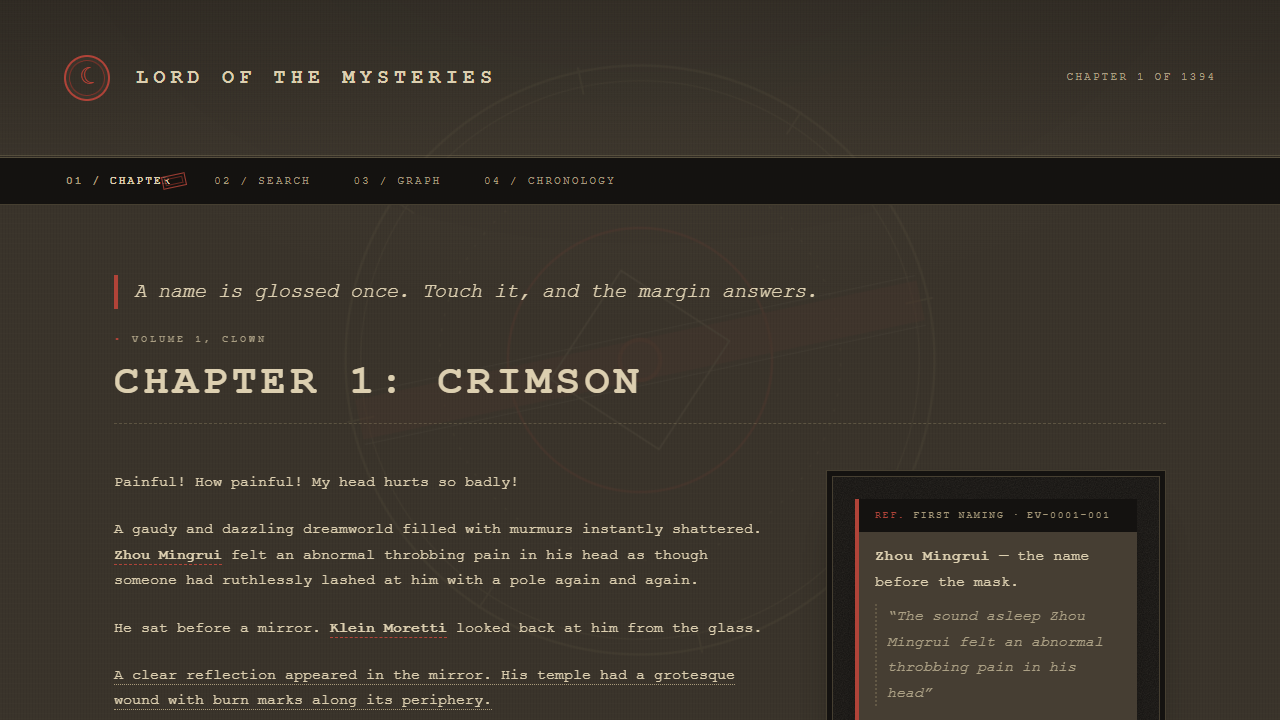 LORD OF THE MYSTERIES
CHAPTER 1 OF 1394
01 / CHAPTER
02 / SEARCH
03 / GRAPH
04 / CHRONOLOGY
A name is glossed once. Touch it, and the margin answers.
- VOLUME 1, CLOWN
CHAPTER 1: CRIMSON
Painful! How painful! My head hurts so badly!
A gaudy and dazzling dreamworld filled with murmurs instantly shattered.
Zhou Mingrui felt an abnormal throbbing pain in his head as though
someone had ruthlessly lashed at him with a pole again and again.
He sat before a mirror. Klein Moretti looked back at him from the glass.
A clear reflection appeared in the mirror. His temple had a grotesque
wound with burn marks along its periphery.
REF. FIRST NAMING · EV-0001-001
Zhou Mingrui — the name
before the mask.
“The sound asleep Zhou
Mingrui felt an abnormal
throbbing pain in his
head”